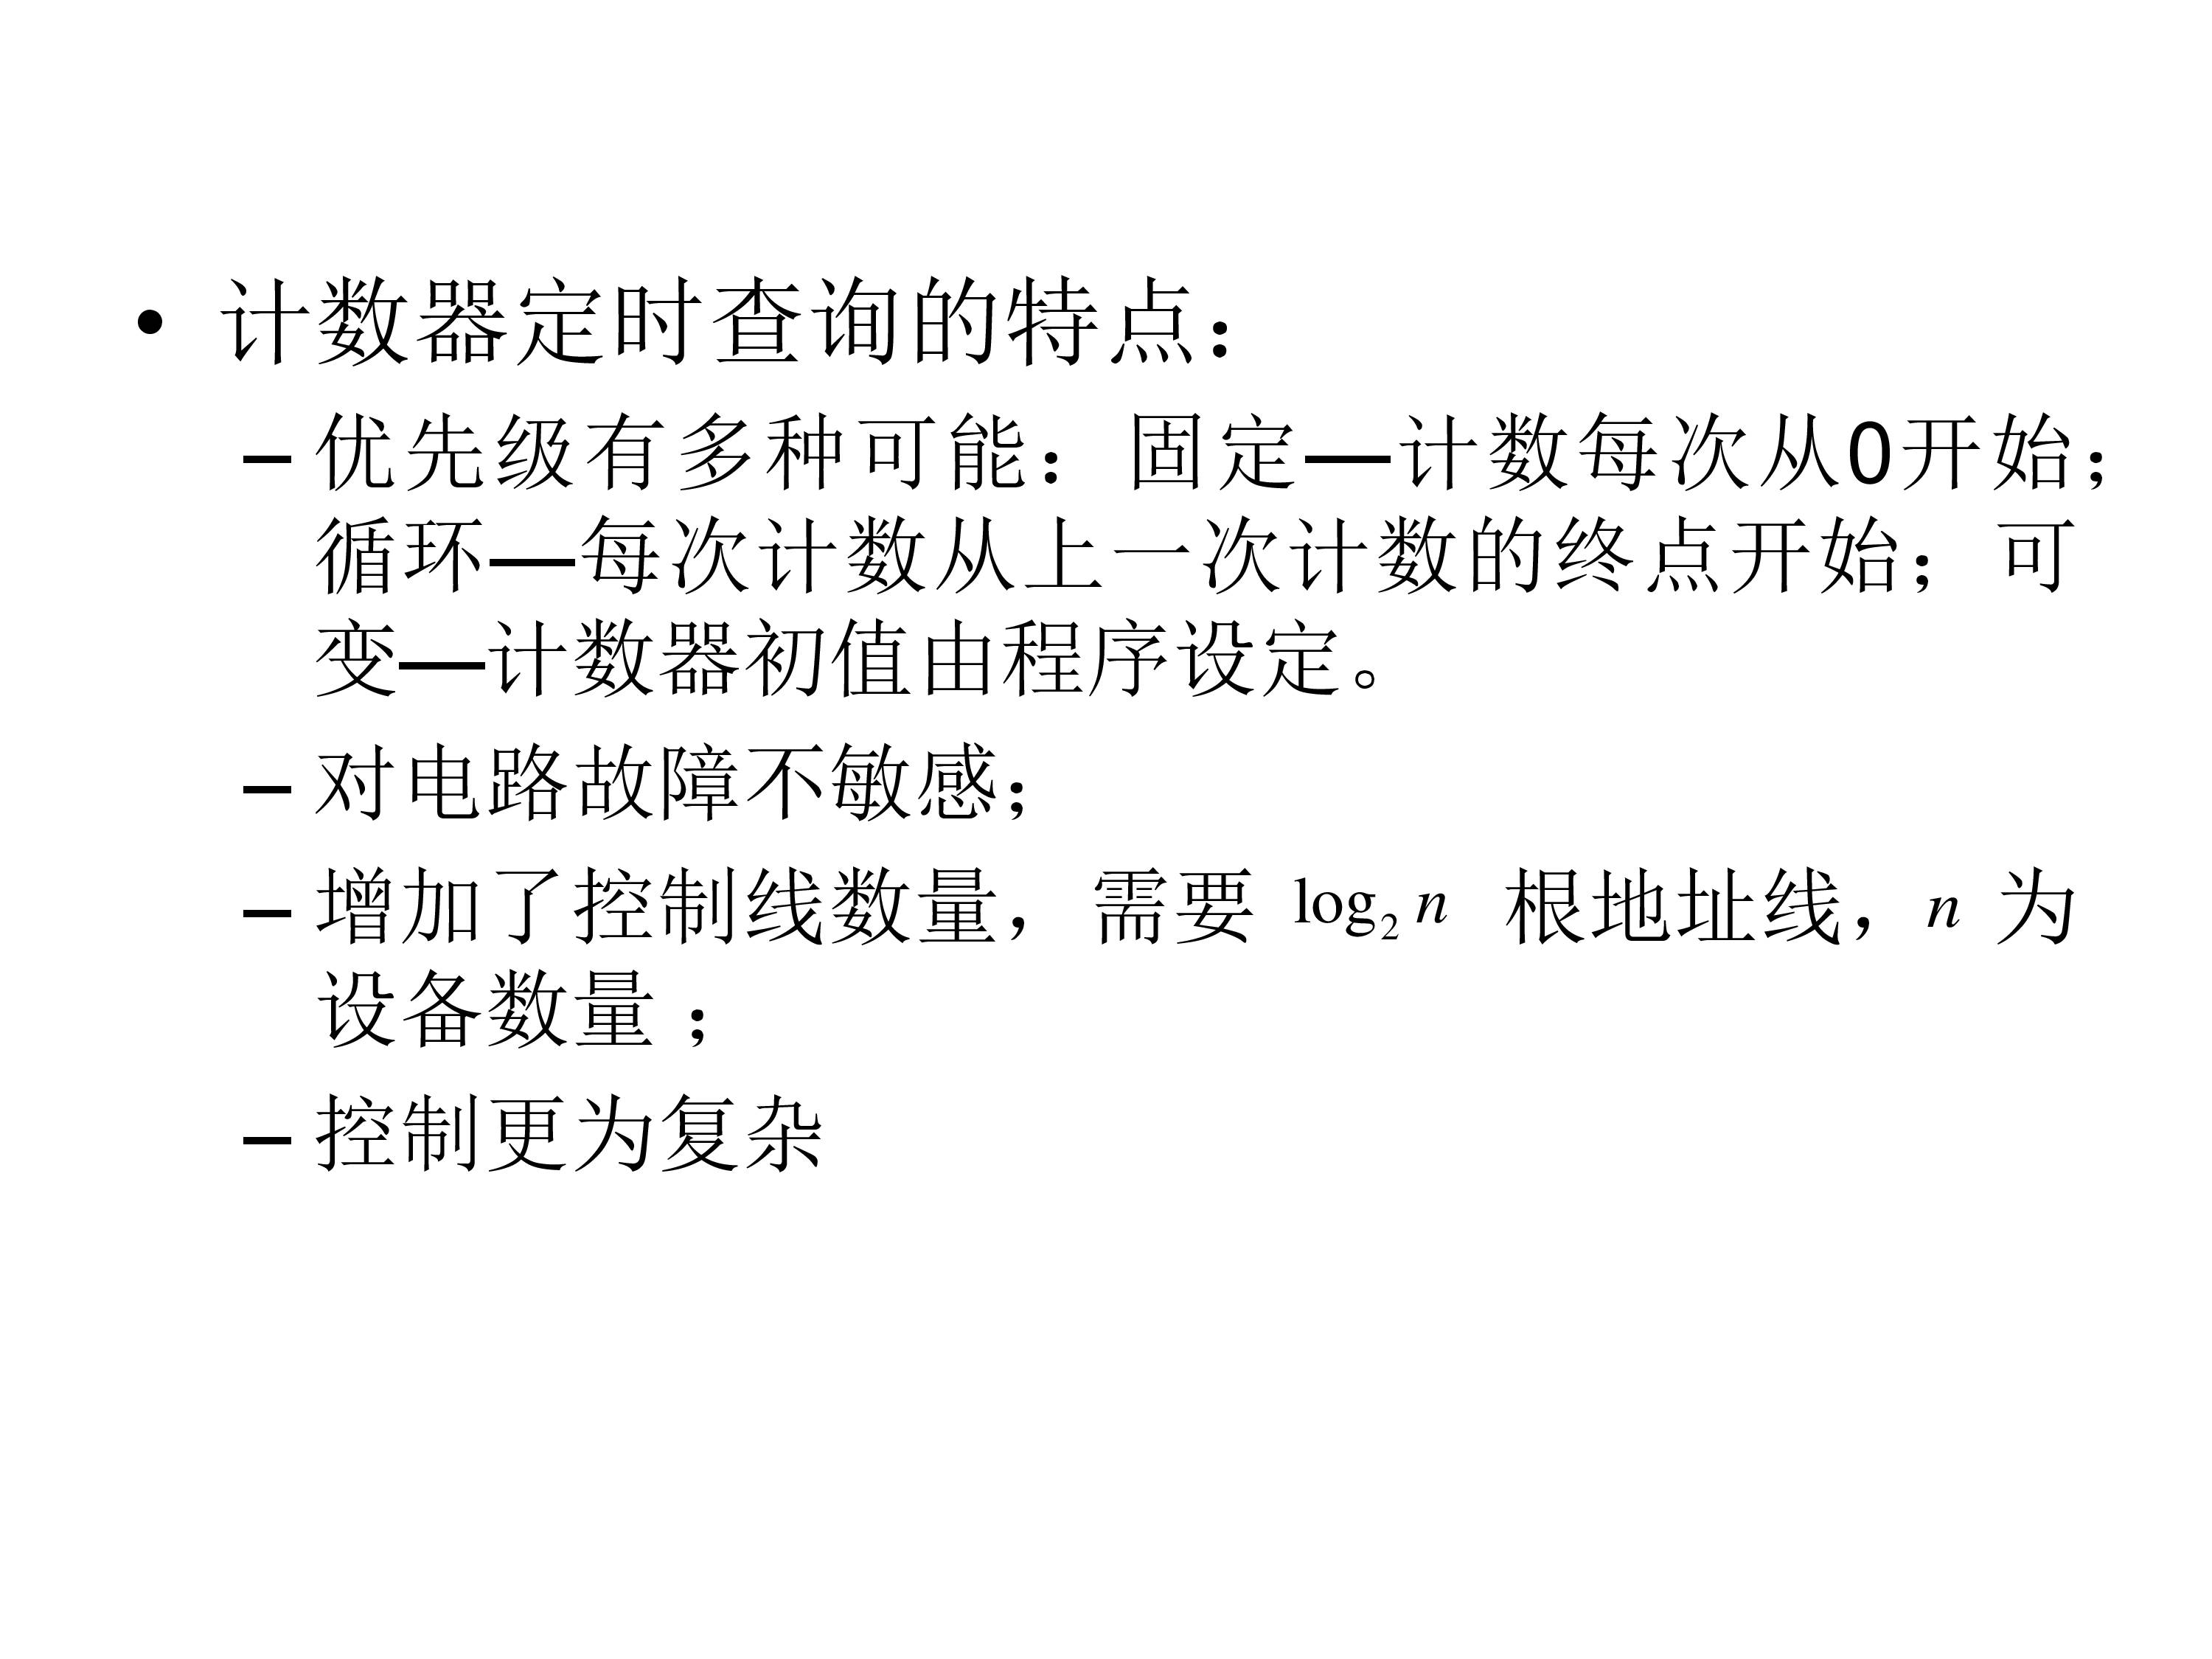 • 计数器定时查询的特点：
– 优先级有多种可能：固定—计数每次从0开始；
循环—每次计数从上一次计数的终点开始；可
变—计数器初值由程序设定。
– 对电路故障不敏感；
– 增加了控制线数量，需要 log₂ n 根地址线，n 为
设备数量 ；
– 控制更为复杂